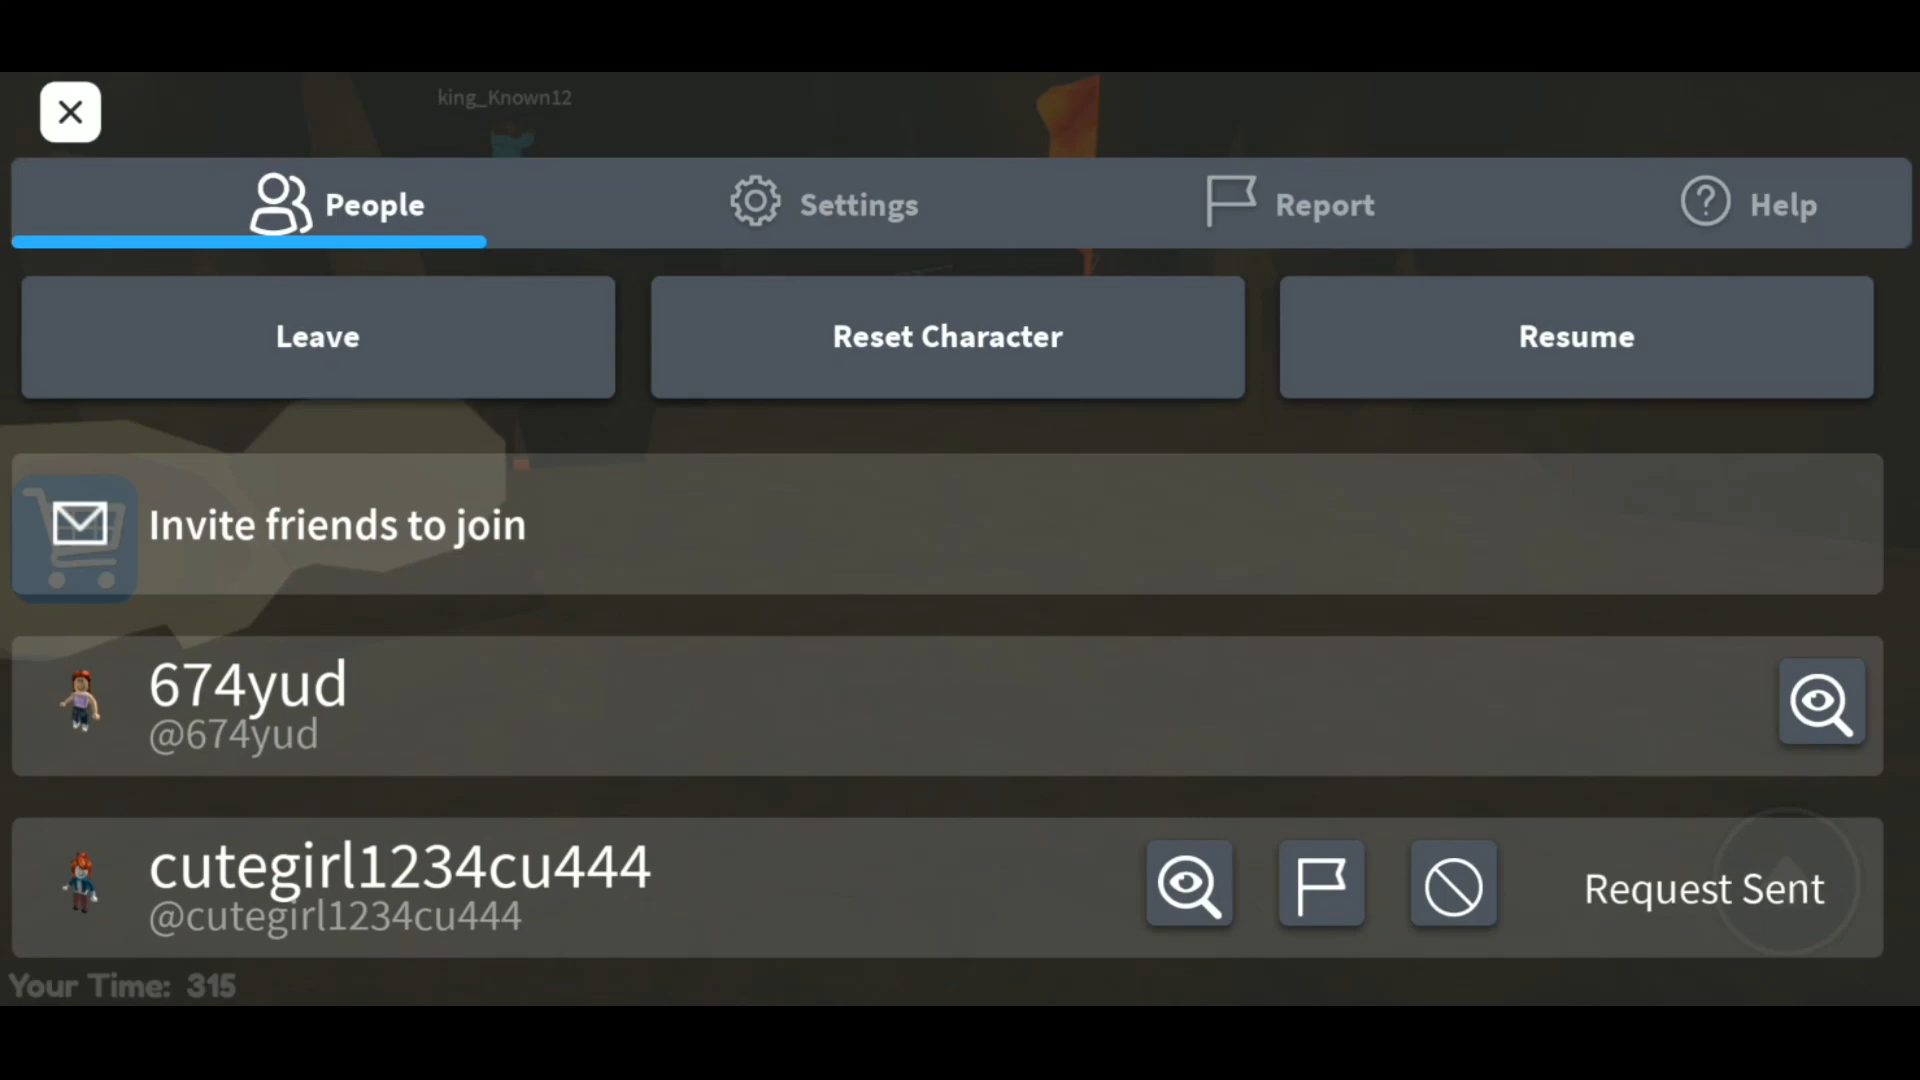 king_Known12
People
Settings
Report
Help
Leave
Reset Character
Resume
Invite friends to join
674yud
@674yud
cutegirl1234cu444
@cutegirl1234cu444
Request Sent
Your Time: 315